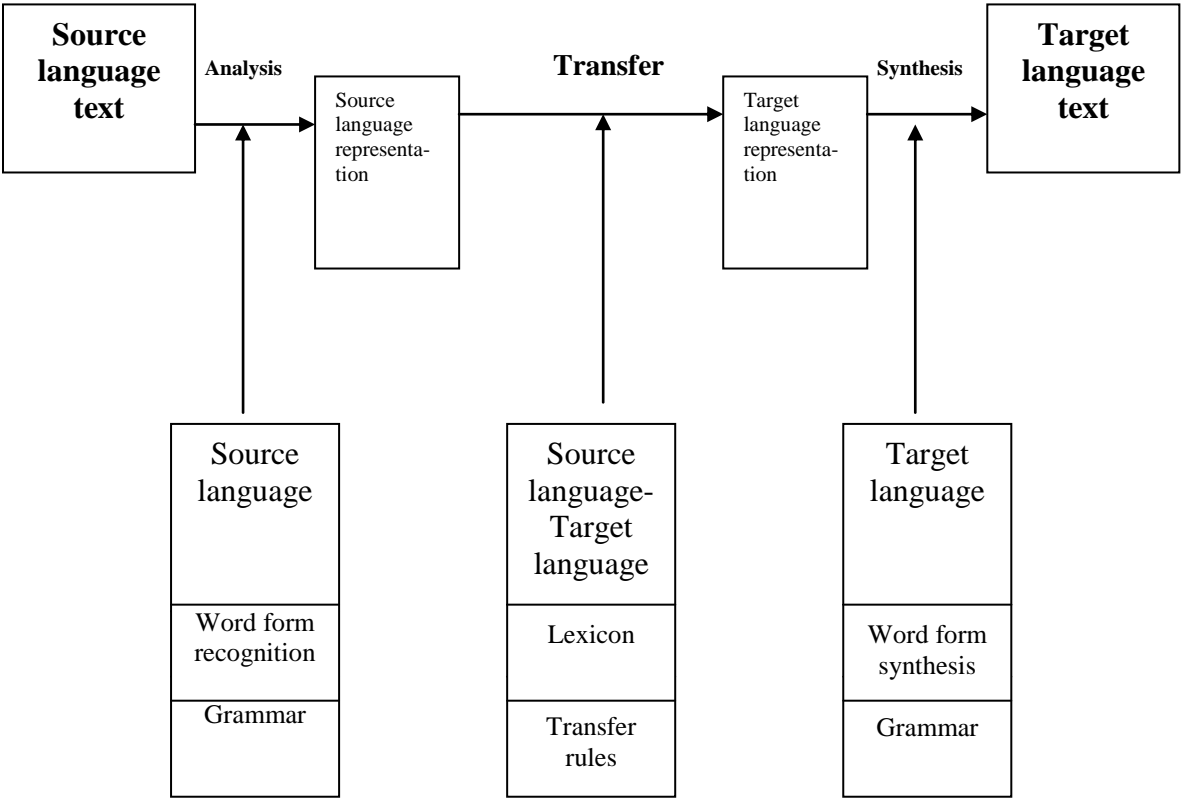 Source
language
text
Analysis
Source
language
representa-
tion
Transfer
Target
language
representa-
tion
Synthesis
Target
language
text
Source
language
Word form
recognition
Grammar
Source
language-
Target
language
Lexicon
Transfer
rules
Target
language
Word form
synthesis
Grammar